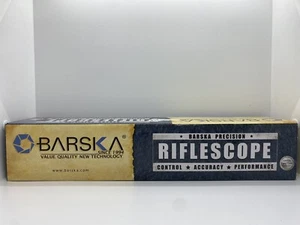 BARSKA®
SINCE 1994
VALUE. QUALITY. NEW TECHNOLOGY
www.barska.com
BARSKA PRECISION
RIFLESCOPE
CONTROL ★ ACCURACY ★ PERFORMANCE